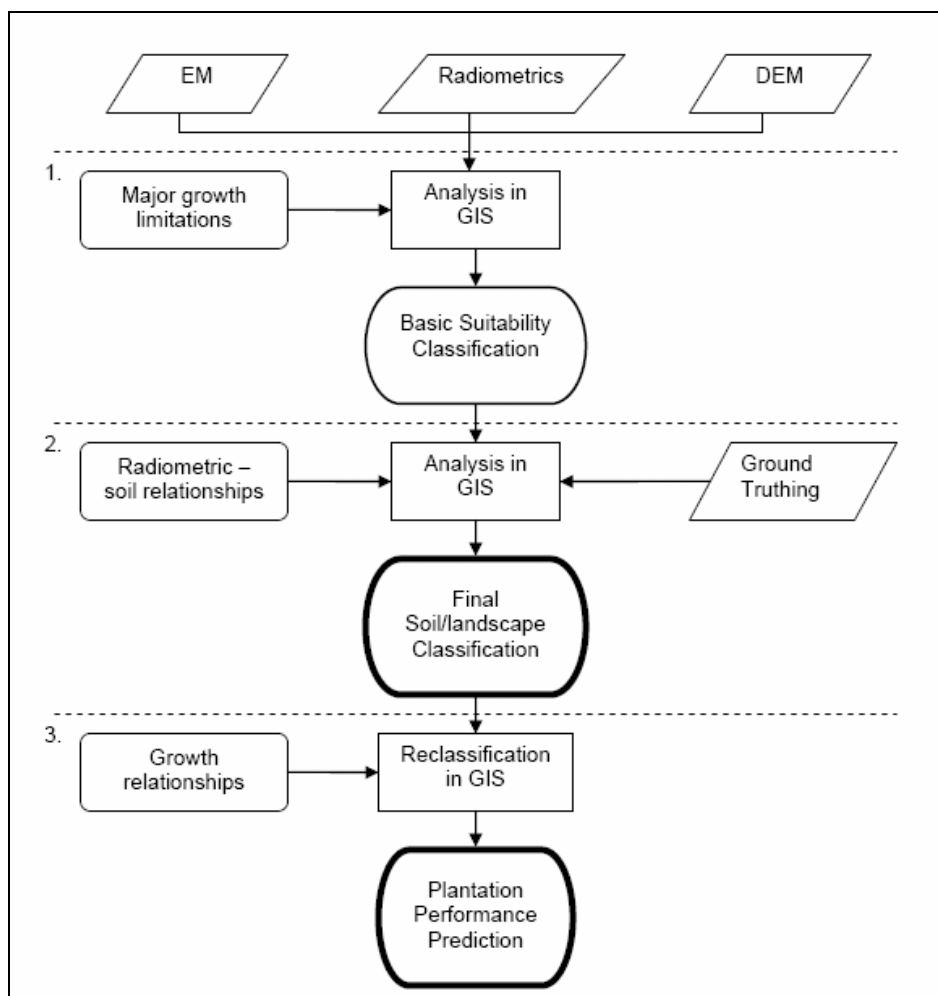 EM
Radiometrics
DEM
1.
Major growth
limitations
Analysis in
GIS
Basic Suitability
Classification
2.
Radiometric –
soil relationships
Analysis in
GIS
Ground
Truthing
Final
Soil/landscape
Classification
3.
Growth
relationships
Reclassification
in GIS
Plantation
Performance
Prediction